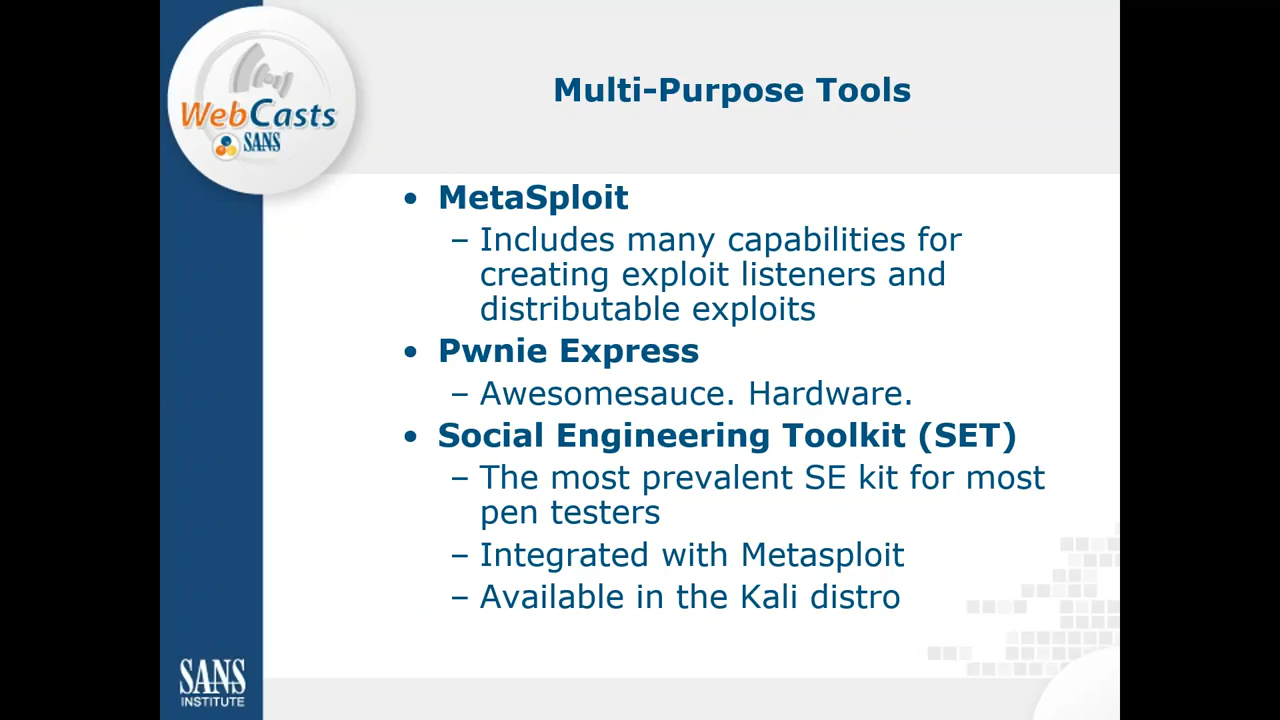 WebCasts
SANS
Multi-Purpose Tools
• MetaSploit
– Includes many capabilities for
creating exploit listeners and
distributable exploits
• Pwnie Express
– Awesomesauce. Hardware.
• Social Engineering Toolkit (SET)
– The most prevalent SE kit for most
pen testers
– Integrated with Metasploit
– Available in the Kali distro
SANS
INSTITUTE